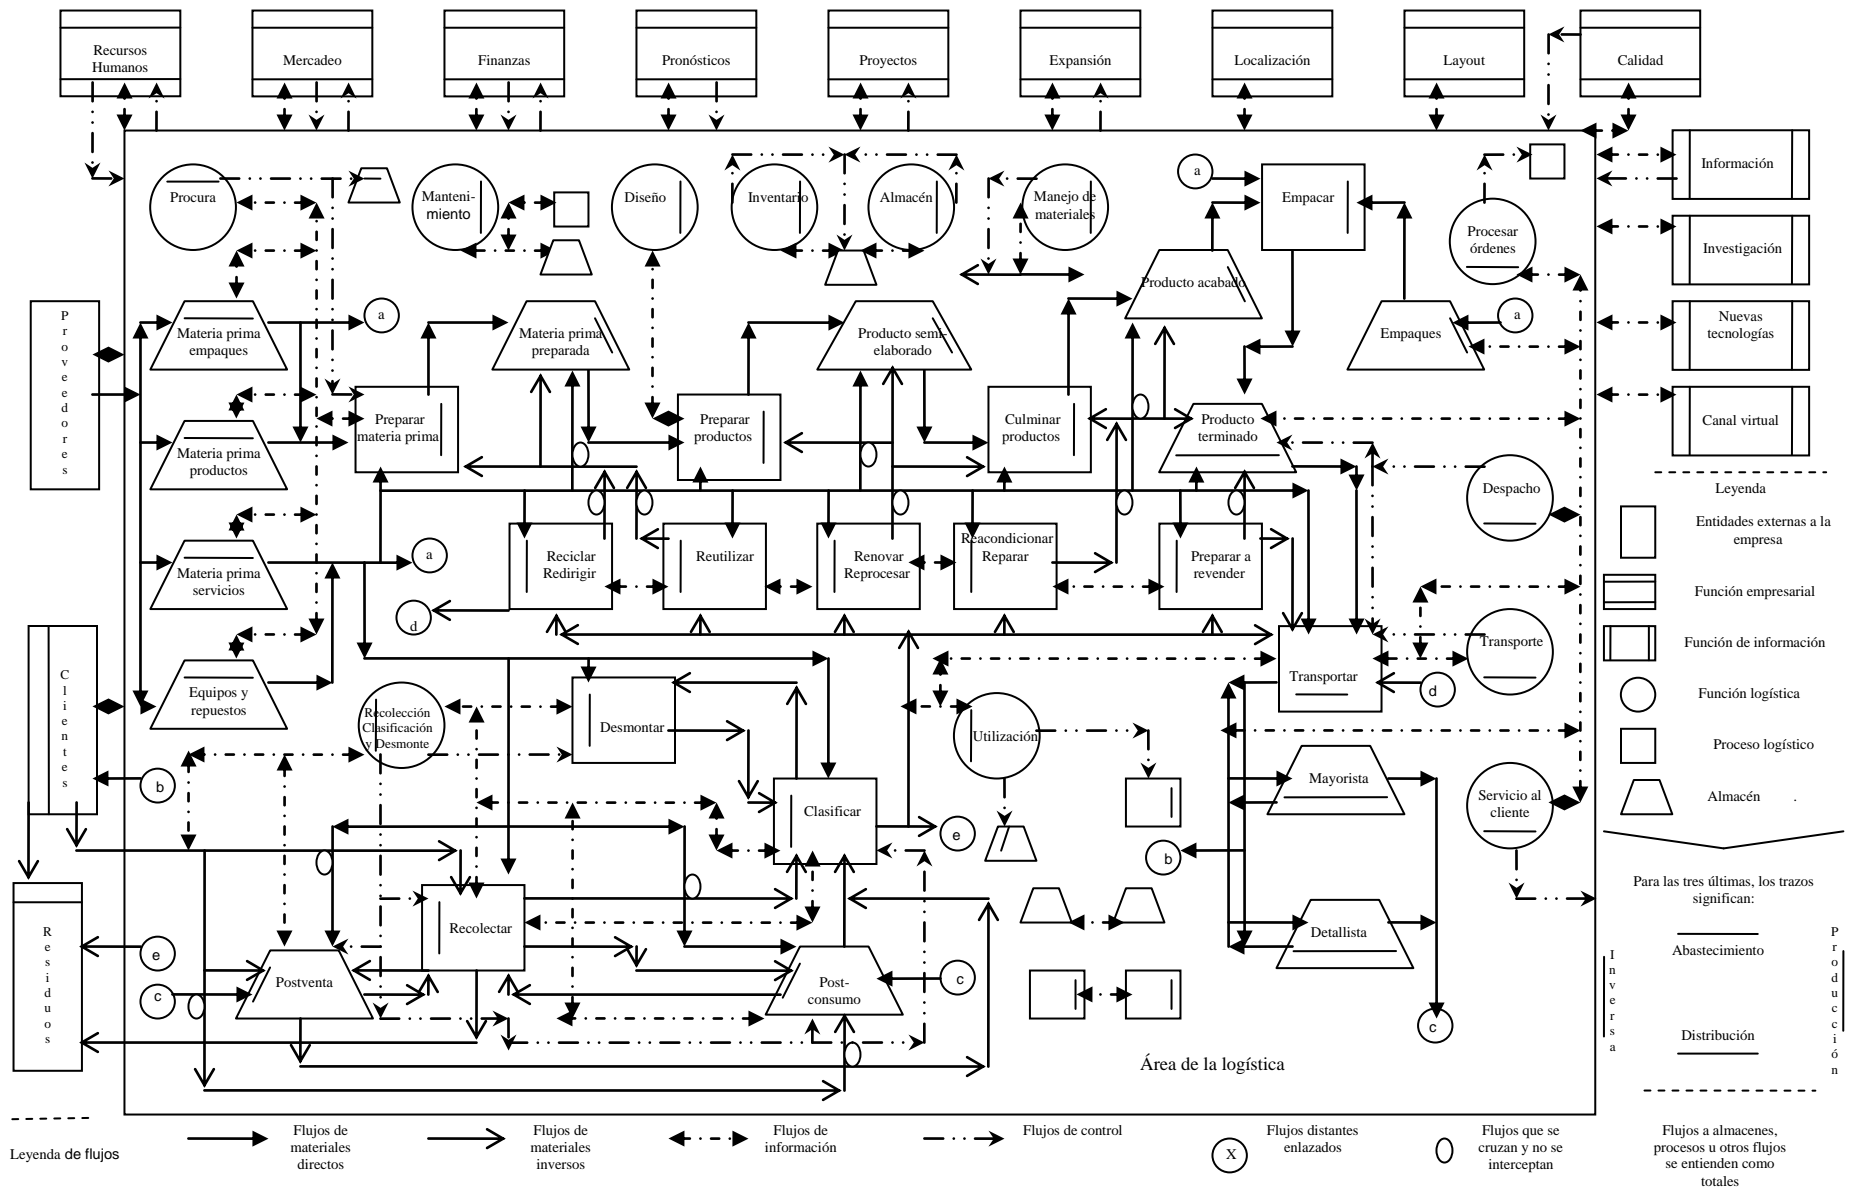 Recursos
Humanos
Mercadeo
Finanzas
Pronósticos
Proyectos
Expansión
Localización
Layout
Calidad
Información
Investigación
Nuevas
tecnologías
Canal virtual
Procura
Manteni-
miento
Diseño
Inventario
Almacén
Manejo de
materiales
a
Empacar
Procesar
órdenes
Proveedores
Materia prima
empaques
a
Materia prima
preparada
Producto semi-
elaborado
Producto acabado
Empaques
a
Materia prima
productos
Preparar
materia prima
Preparar
productos
Culminar
productos
Producto
terminado
Despacho
Materia prima
servicios
a
d
Reciclar
Redirigir
Reutilizar
Renovar
Reprocesar
Reacondicionar
Reparar
Preparar a
revender
Transporte
Clientes
Equipos y
repuestos
Recolección
Clasificación
y Desmonte
Desmontar
Utilización
Transportar
d
b
Clasificar
e
b
Mayorista
Servicio al
cliente
Residuos
e
c
Postventa
Recolectar
Post-
consumo
c
Detallista
c
Área de la logística
Leyenda
Entidades externas a la
empresa
Función empresarial
Función de información
Función logística
Proceso logístico
Almacén .
Para las tres últimas, los trazos
significan:
Abastecimiento
Inversa
Producción
Distribución
Leyenda de flujos
Flujos de
materiales
directos
Flujos de
materiales
inversos
Flujos de
información
Flujos de control
X
Flujos distantes
enlazados
Flujos que se
cruzan y no se
interceptan
Flujos a almacenes,
procesos u otros flujos
se entienden como
totales